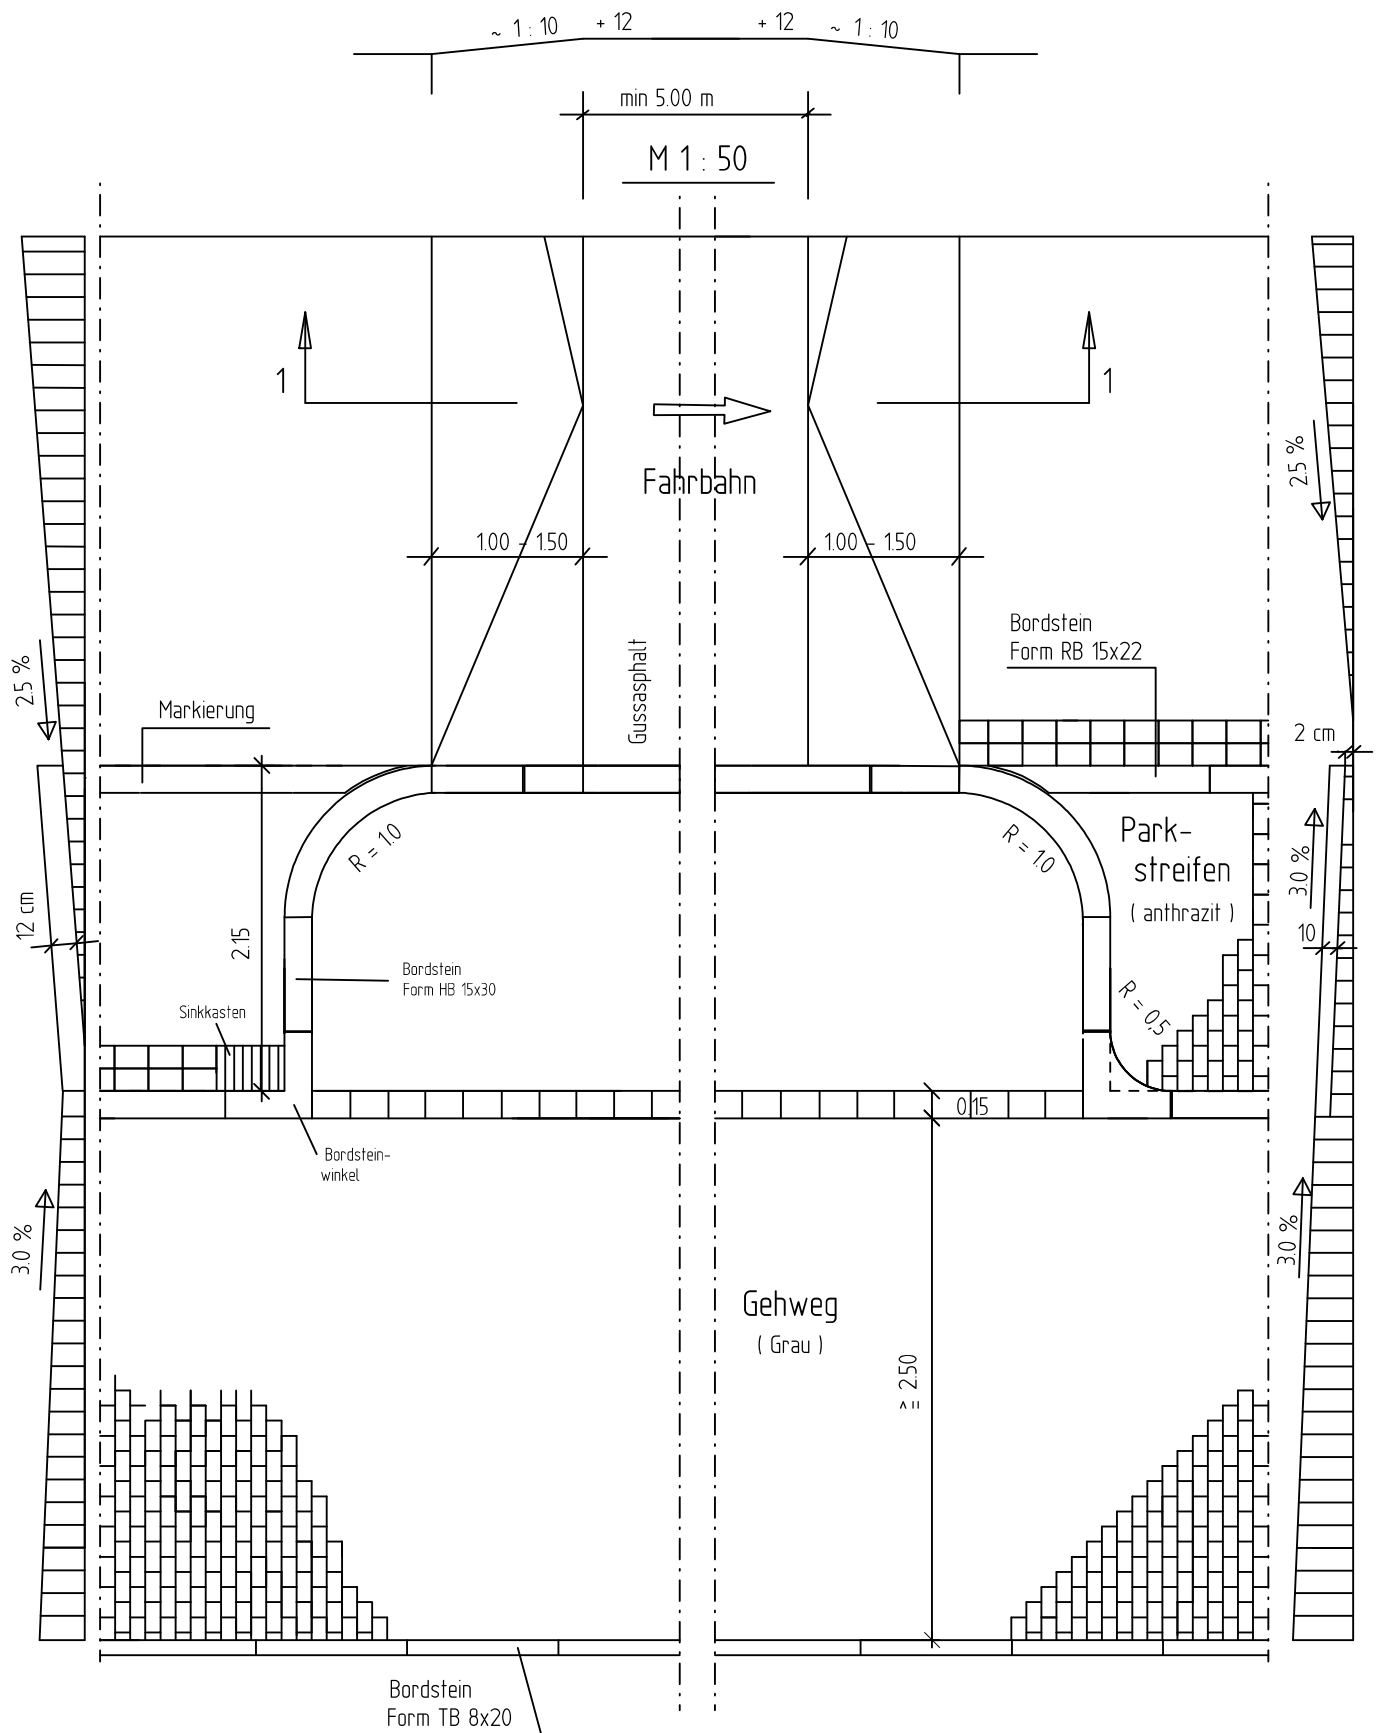 ~ 1 : 10
+ 12
+ 12
~ 1 : 10
min 5.00 m
M 1 : 50
1
1
Fahrbahn
2.5 %
1.00 - 1.50
1.00 - 1.50
Gussasphalt
Bordstein
Form RB 15x22
2.5 %
Markierung
2 cm
R = 1.0
R = 1.0
Park-
streifen
( anthrazit )
3.0 %
12 cm
2.15
10
Bordstein
Form HB 15x30
Sinkkasten
R = 0,5
0.15
Bordstein-
winkel
3.0 %
3.0 %
Gehweg
( Grau )
≥ 2.50
Bordstein
Form TB 8x20